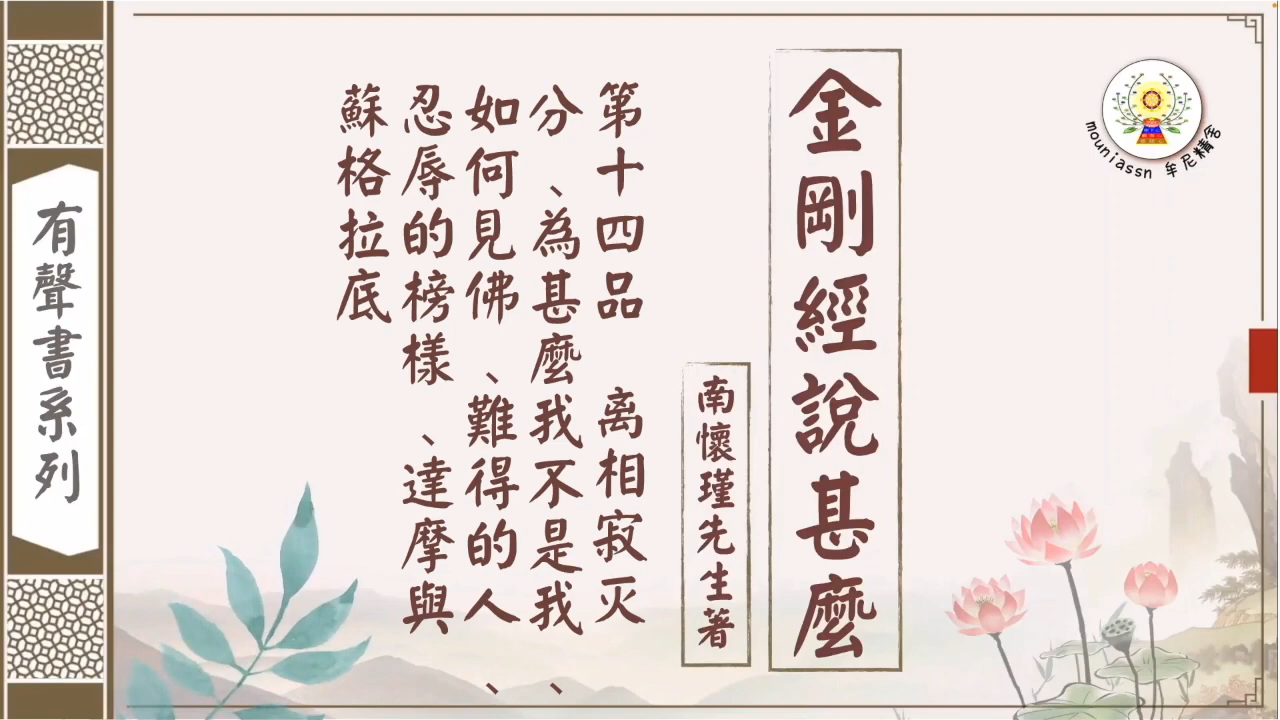 金剛經說甚麼
南懷瑾先生著
第十四品 离相寂灭
分、為甚麼我不是我、
如何見佛、難得的人、
忍辱的榜樣、達摩與
蘇格拉底
有聲書系列
mouniassn 牟尼精舍